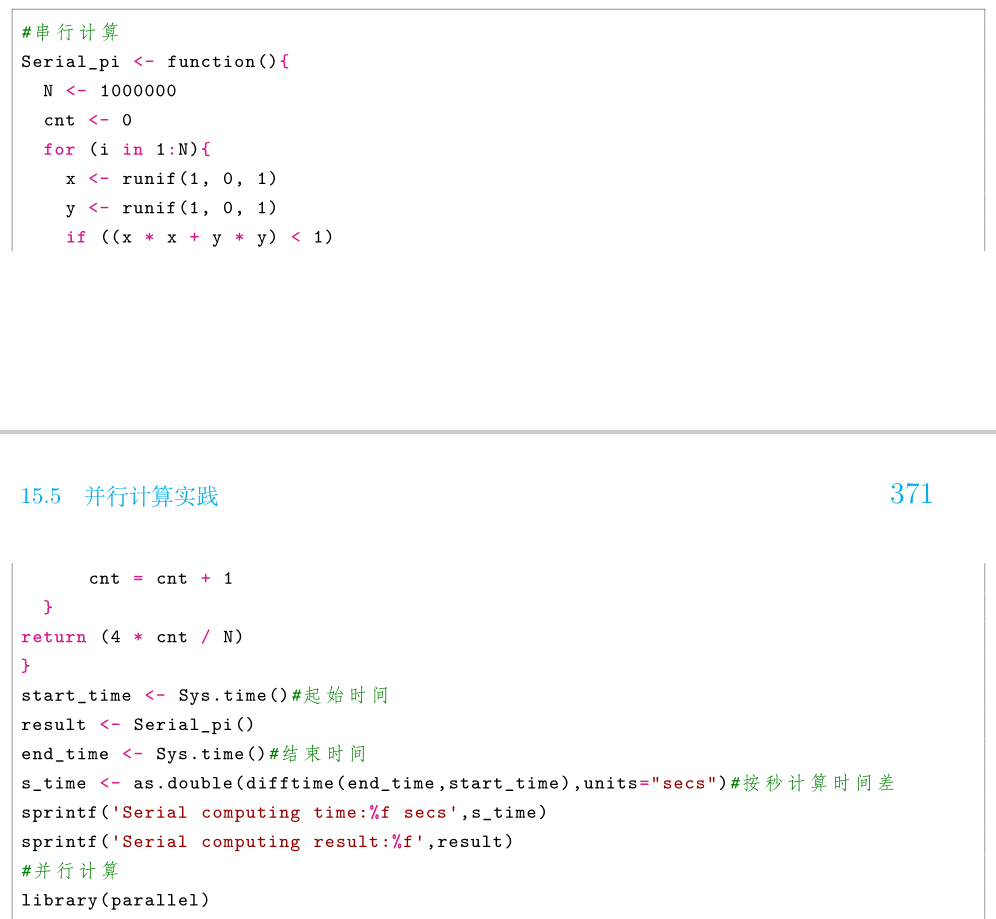 #串行计算
Serial_pi <- function(){
  N <- 1000000
  cnt <- 0
  for (i in 1:N){
    x <- runif(1, 0, 1)
    y <- runif(1, 0, 1)
    if ((x * x + y * y) < 1)
15.5 并行计算实践 371
      cnt = cnt + 1
  }
return (4 * cnt / N)
}
start_time <- Sys.time()#起始时间
result <- Serial_pi()
end_time <- Sys.time()#结束时间
s_time <- as.double(difftime(end_time,start_time),units="secs")#按秒计算时间差
sprintf('Serial computing time:%f secs',s_time)
sprintf('Serial computing result:%f',result)
#并行计算
library(parallel)